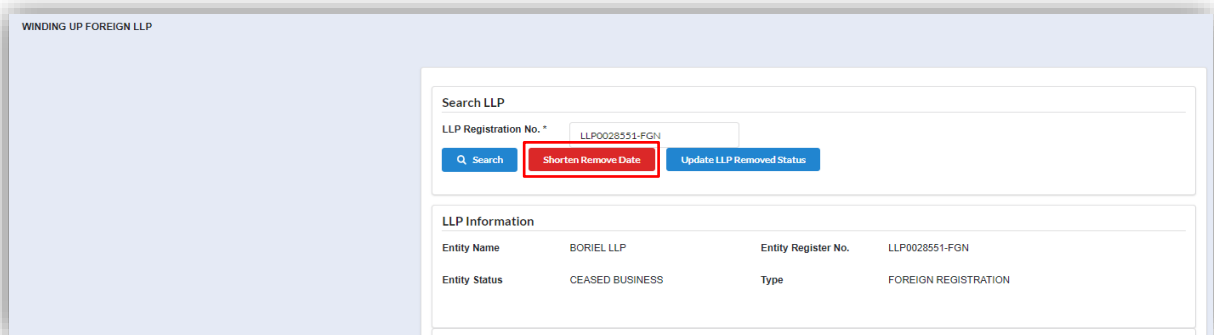 WINDING UP FOREIGN LLP
Search LLP
LLP Registration No. * LLP0028551-FGN
Search Shorten Remove Date Update LLP Removed Status
LLP Information
Entity Name BORIEL LLP Entity Register No. LLP0028551-FGN
Entity Status CEASED BUSINESS Type FOREIGN REGISTRATION